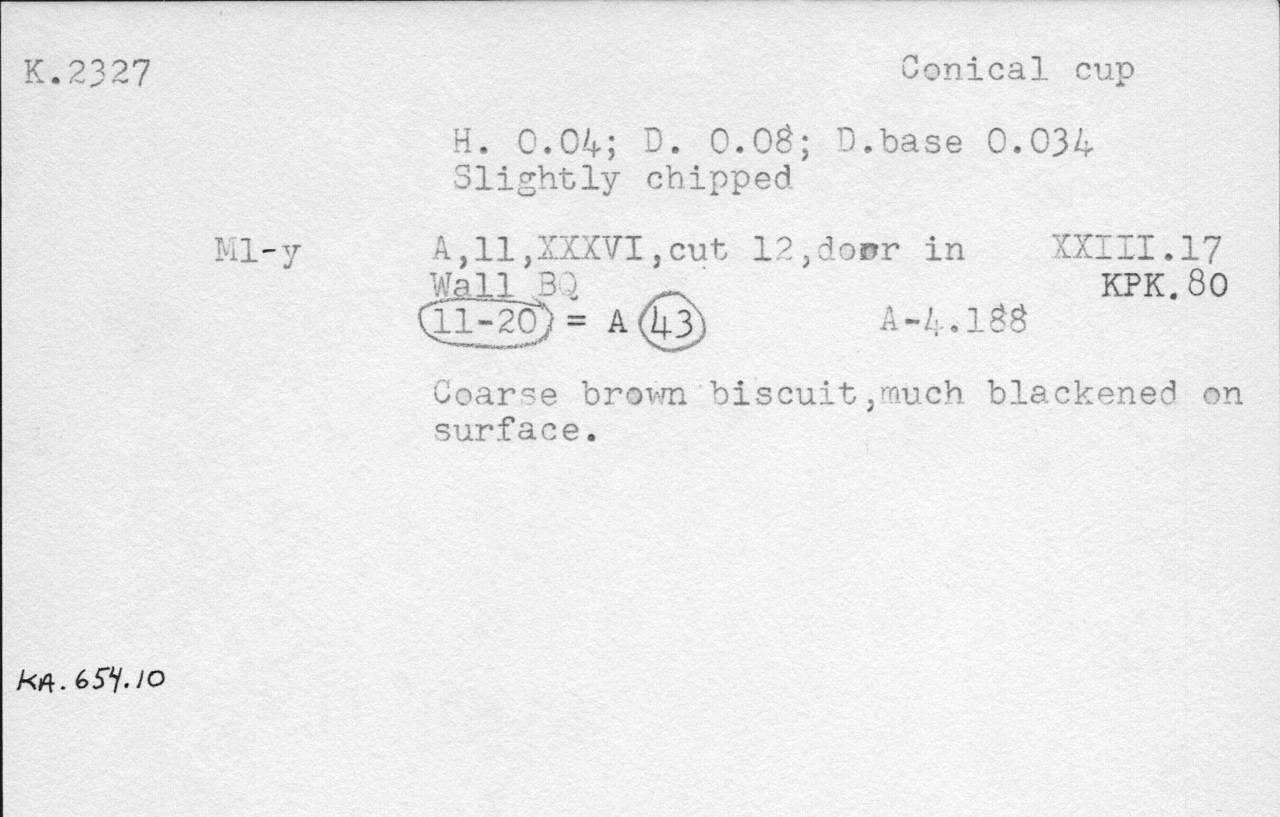 K.2327 Conical cup
H. 0.04; D. 0.08; D.base 0.034
Slightly chipped
M1-y A,11,XXXVI,cut 12,door in XXIII.17
Wall BQ KPK.80
11-20 = A 43 A-4.188
Coarse brown biscuit,much blackened on
surface.
KA.654.10